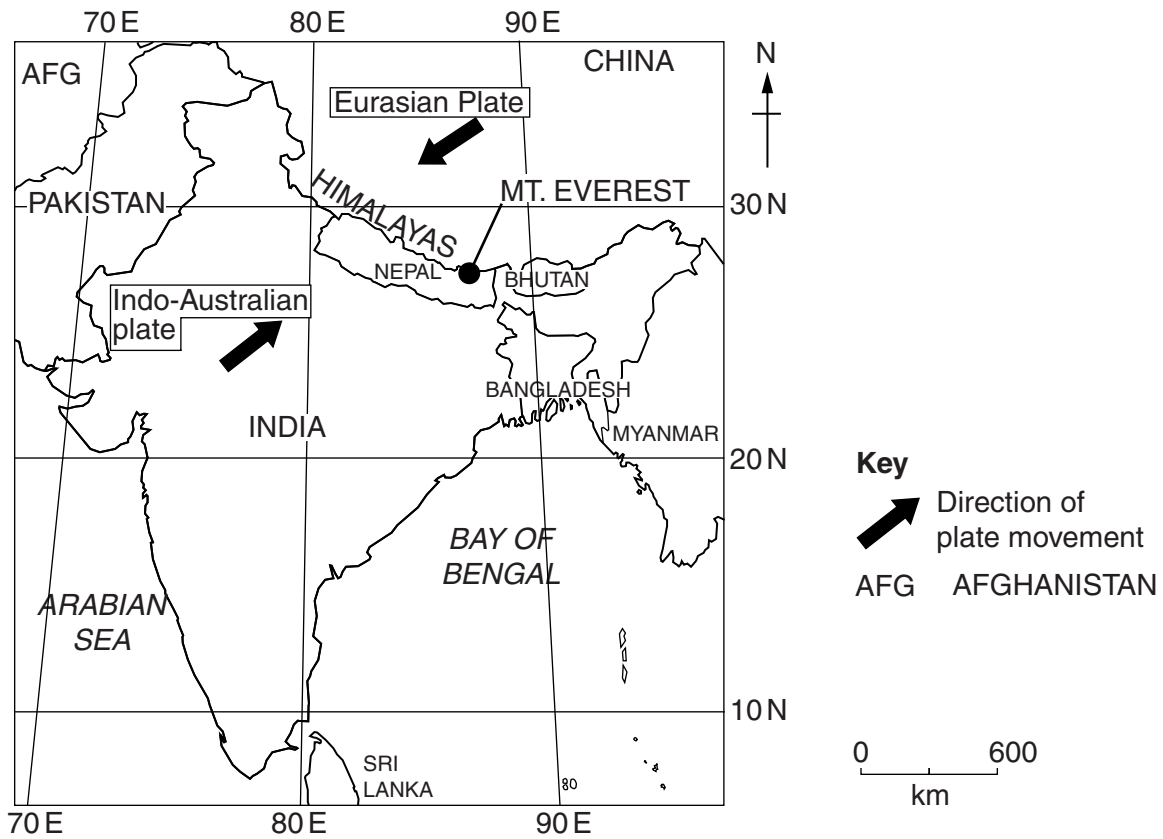 70 E 80 E 90 E
AFG
CHINA
N
Eurasian Plate
HIMALAYAS
MT. EVEREST
PAKISTAN
30 N
NEPAL
BHUTAN
Indo-Australian
plate
BANGLADESH
INDIA
MYANMAR
20 N
BAY OF
BENGAL
ARABIAN
SEA
10 N
SRI
LANKA
70 E 80 E 90 E
Key
Direction of
plate movement
AFG AFGHANISTAN
0 600
km